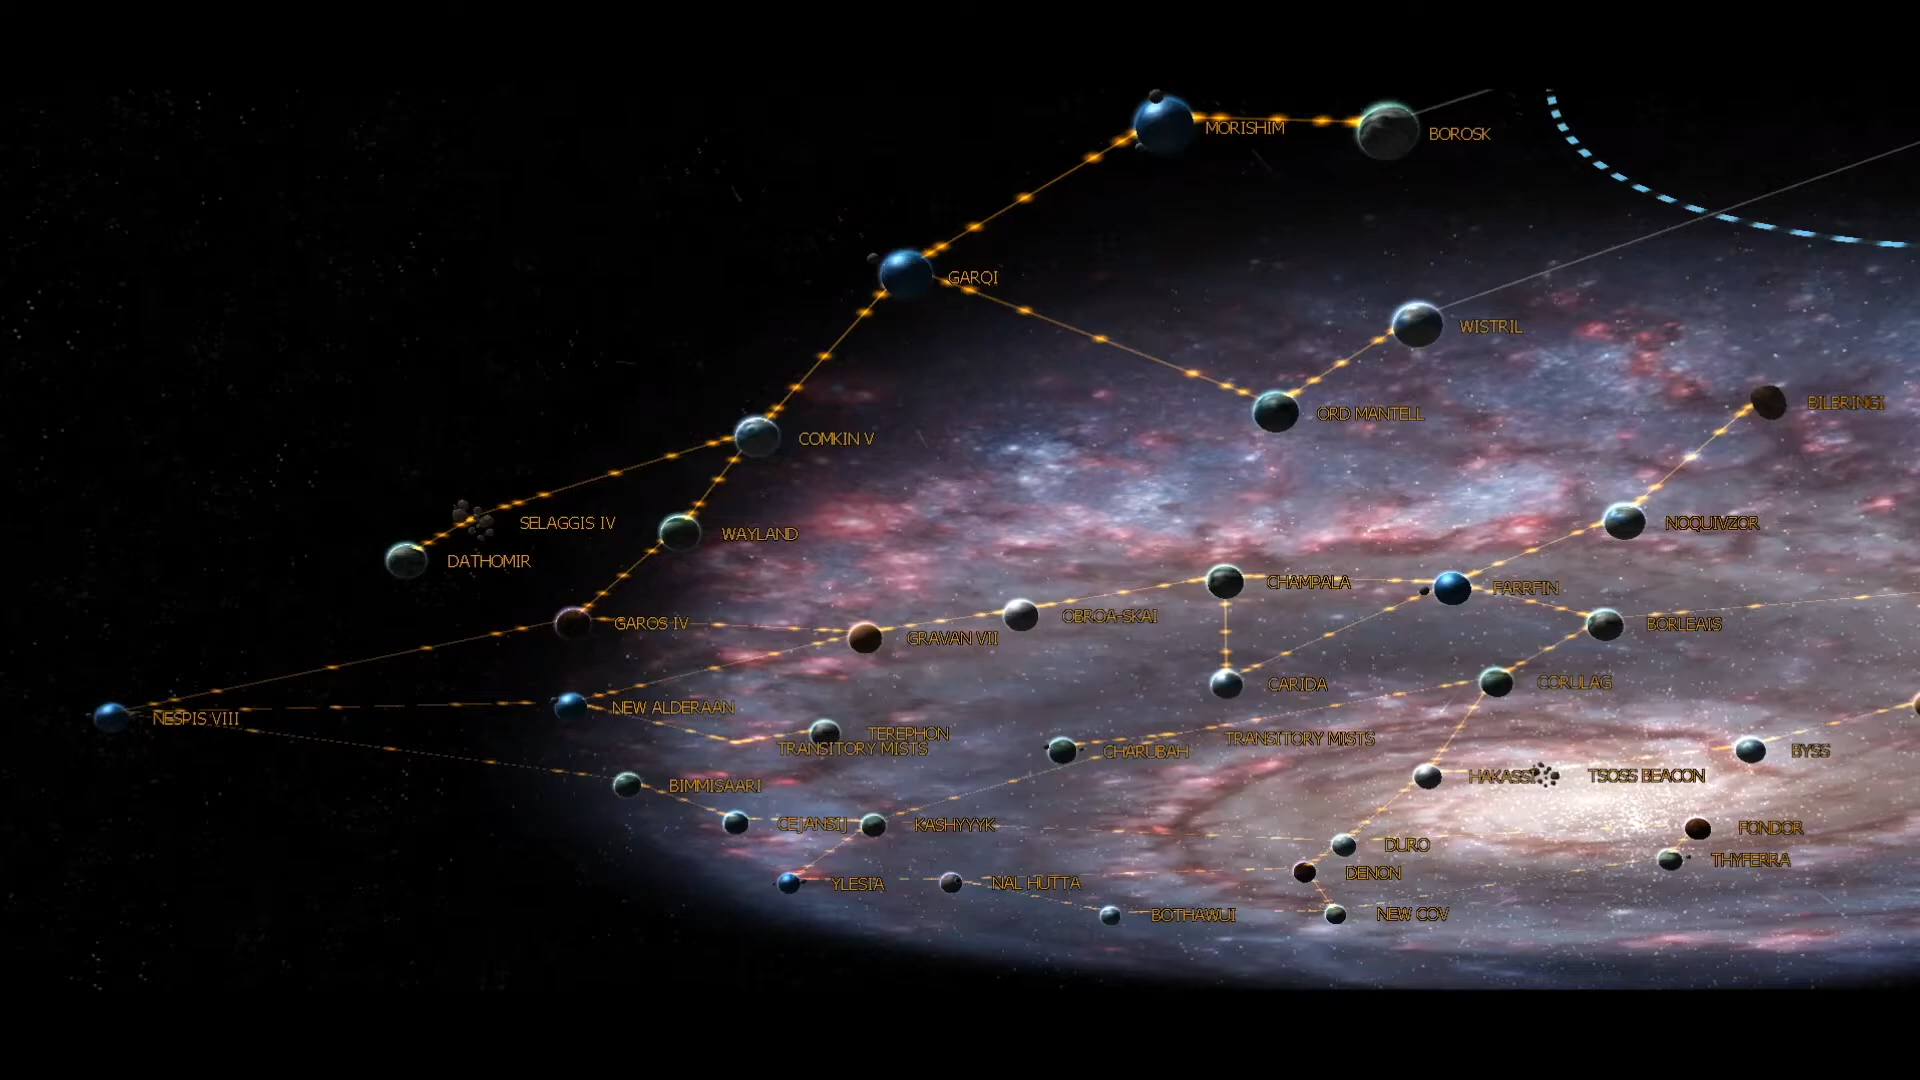 MORISHIM
BOROSK
GARQI
WISTRIL
BILBRINGI
ORD MANTELL
COMKIN V
SELAGGIS IV
NOQUIVZOR
WAYLAND
DATHOMIR
CHAMPALA
FARRFIN
OBROA-SKAI
GAROS IV
BORLEAIS
GRAVAN VII
CORULAG
CARIDA
NEW ALDERAAN
NESPIS VIII
TEREPHON
TRANSITORY MISTS
TRANSITORY MISTS
CHARUBAH
BYSS
HAKASSI
TSOSS BEACON
BIMMISAARI
CEJANSIJ
KASHYYYK
FONDOR
DURO
THYFERRA
DENON
YLESIA
NAL HUTTA
BOTHAWUI
NEW COV